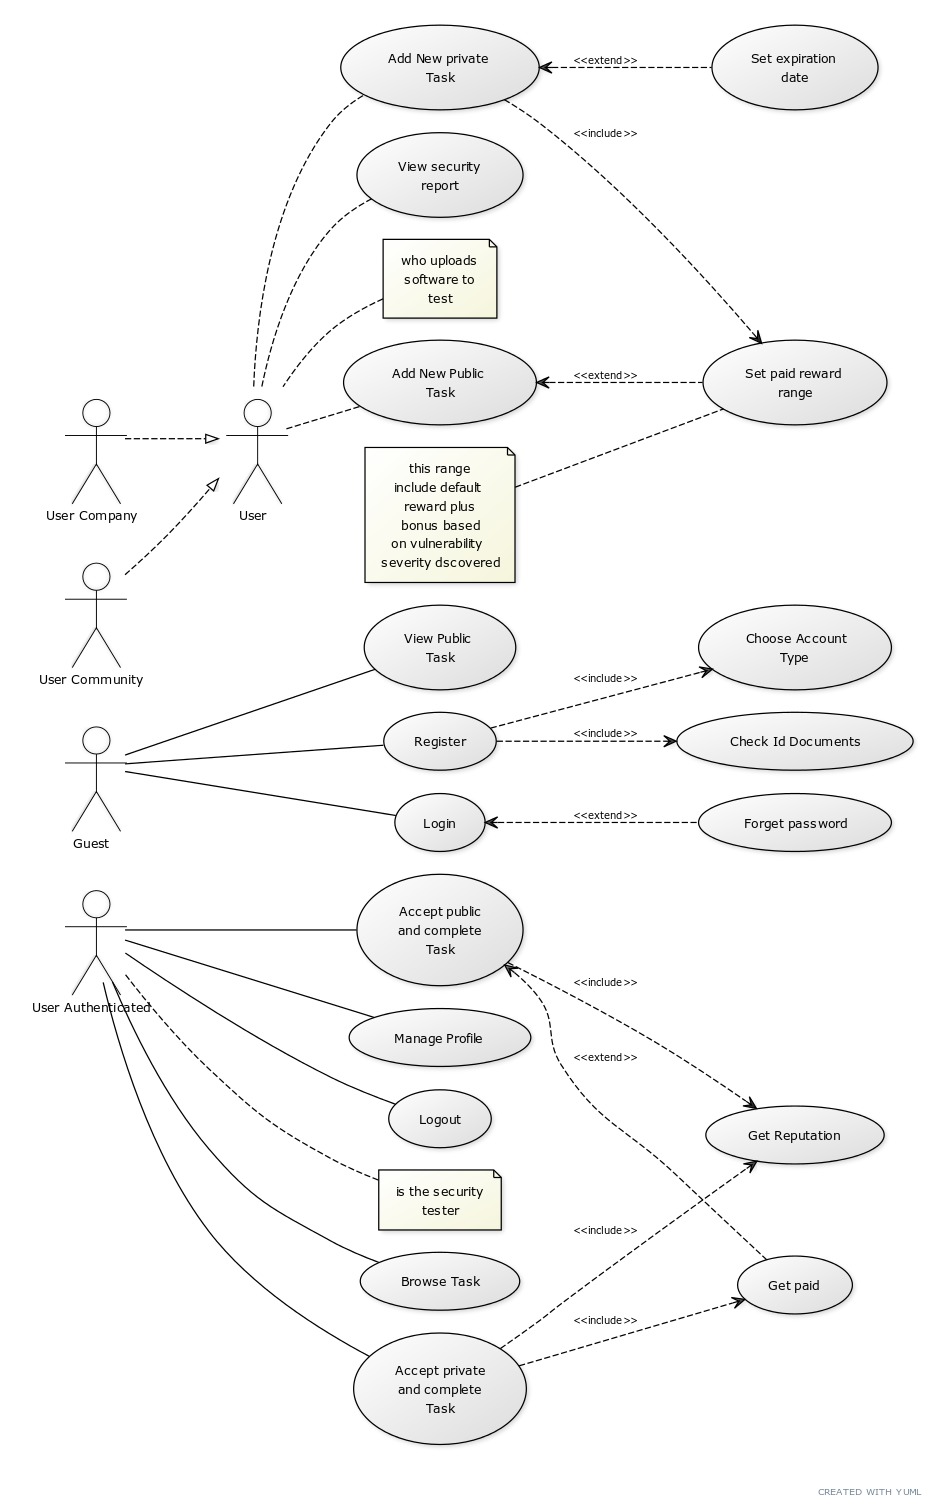 Add New private
Task
<<extend>>
Set expiration
date
<<include>>
View security
report
who uploads
software to
test
Add New Public
Task
<<extend>>
Set paid reward
range
User Company
User
this range
include default
reward plus
bonus based
on vulnerability
severity dscovered
User Community
View Public
Task
<<include>>
Choose Account
Type
Register
<<include>>
Check Id Documents
Guest
Login
<<extend>>
Forget password
User Authenticated
Accept public
and complete
Task
<<include>>
<<extend>>
Manage Profile
Logout
Get Reputation
is the security
tester
<<include>>
Browse Task
Get paid
<<include>>
Accept private
and complete
Task
CREATED WITH YUML